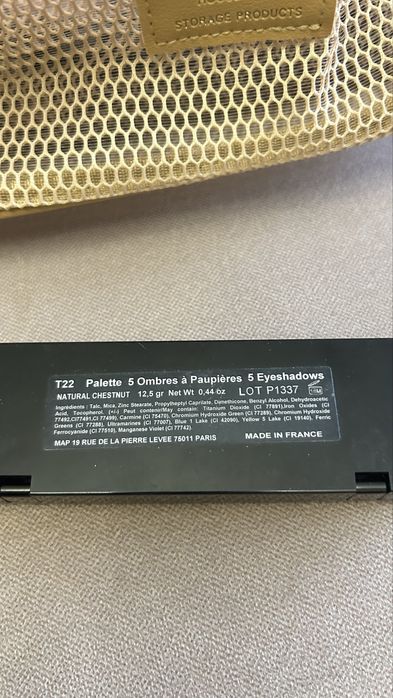 STORAGE PRODUCTS
T22 Palette 5 Ombres à Paupières 5 Eyeshadows
NATURAL CHESTNUT 12,5 gr Net Wt 0,44 oz LOT P1337
Ingrédients : Talc, Mica, Zinc Stearate, Propylheptyl Caprilate, Dimethicone, Benzyl Alcohol, Dehydroacetic
Acid, Tocopherol. (+/-) Peut contenir/May contain: Titanium Dioxide (CI 77891),Iron Oxides (CI
77492,CI77491,CI 77499), Carmine (CI 75470), Chromium Hydroxide Green (CI 77289), Chromium Hydroxide
Greens (CI 77288), Ultramarines (CI 77007), Blue 1 Lake (CI 42090), Yellow 5 Lake (CI 19140), Ferric
Ferrocyanide (CI 77510), Manganese Violet (CI 77742).
MAP 19 RUE DE LA PIERRE LEVEE 75011 PARIS MADE IN FRANCE